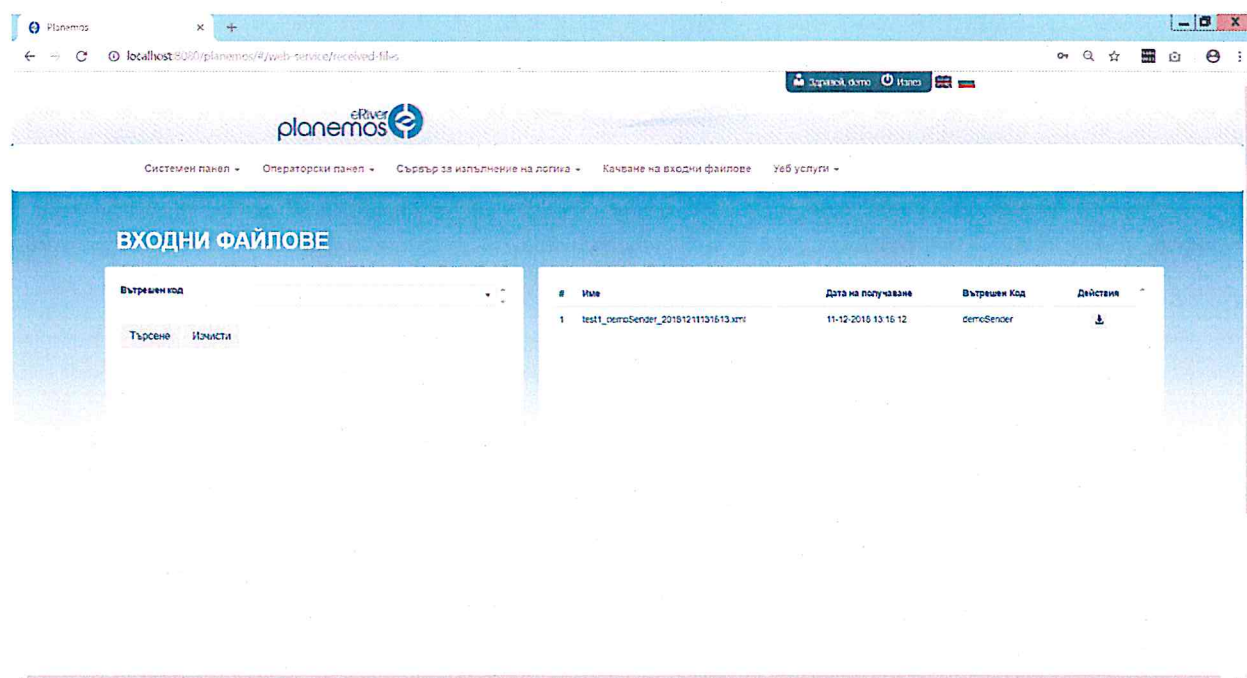 Planemos
localhost:8080/planemos/#/web-service/received-files
Здравей, demo Излез
eRiver
planemos
Системен панел Операторски панел Сървър за изпълнение на логика Качване на входни файлове Уеб услуги
ВХОДНИ ФАЙЛОВЕ
Вътрешен код
Търсене Изчисти
# Име Дата на получаване Вътрешен Код Действия
1 test1_demoSender_20181211131613.xml 11-12-2018 13:16:12 demoSender